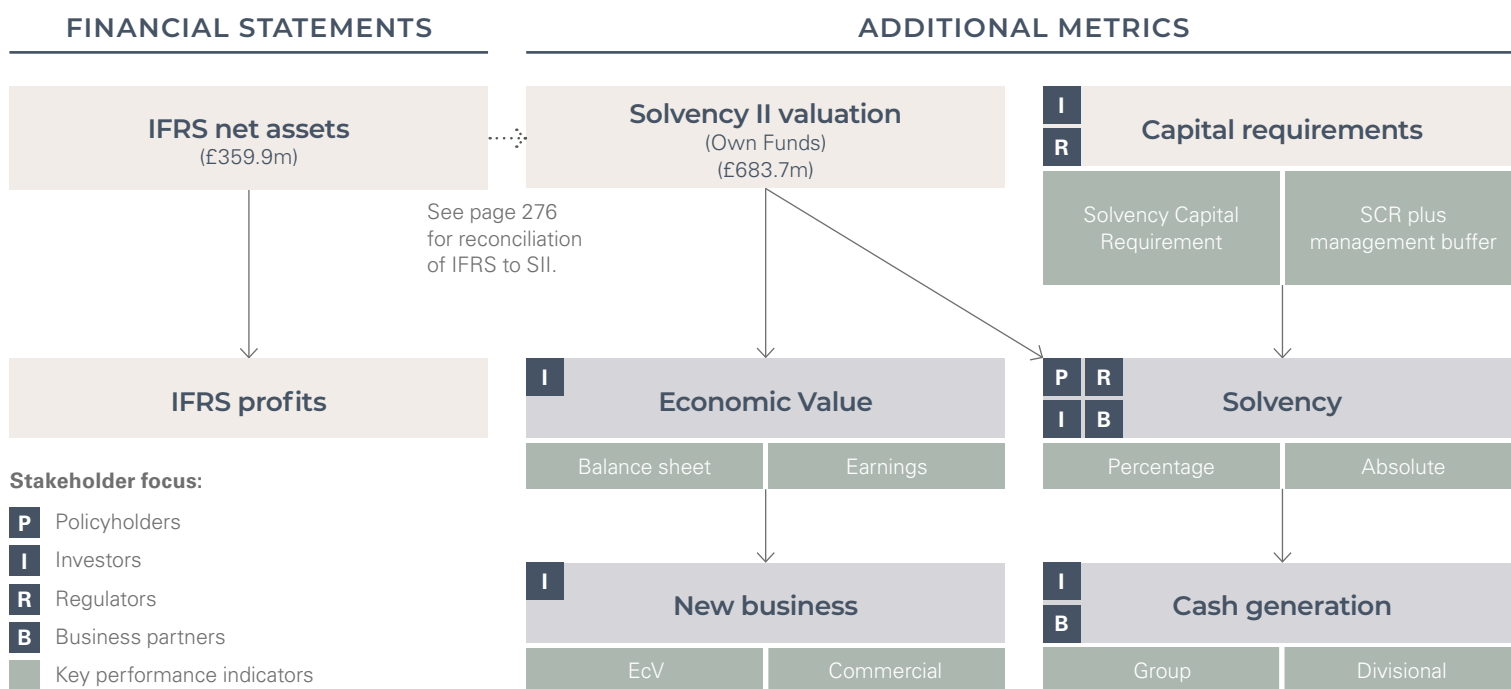 FINANCIAL STATEMENTS
ADDITIONAL METRICS
IFRS net assets
(£359.9m)
Solvency II valuation
(Own Funds)
(£683.7m)
I
R
Capital requirements
Solvency Capital
Requirement
SCR plus
management buffer
See page 276
for reconciliation
of IFRS to SII.
IFRS profits
I
Economic Value
Balance sheet
Earnings
P R
I B
Solvency
Percentage
Absolute
Stakeholder focus:
P Policyholders
I Investors
R Regulators
B Business partners
Key performance indicators
I
New business
EcV
Commercial
I
B
Cash generation
Group
Divisional